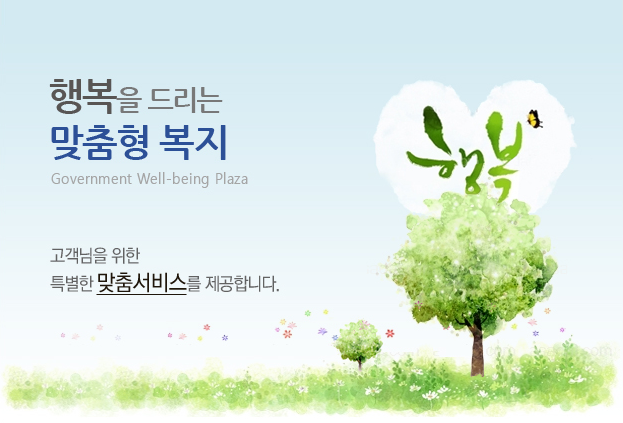 행복을 드리는
맞춤형 복지
Government Well-being Plaza
행복
고객님을 위한
특별한 맞춤서비스를 제공합니다.